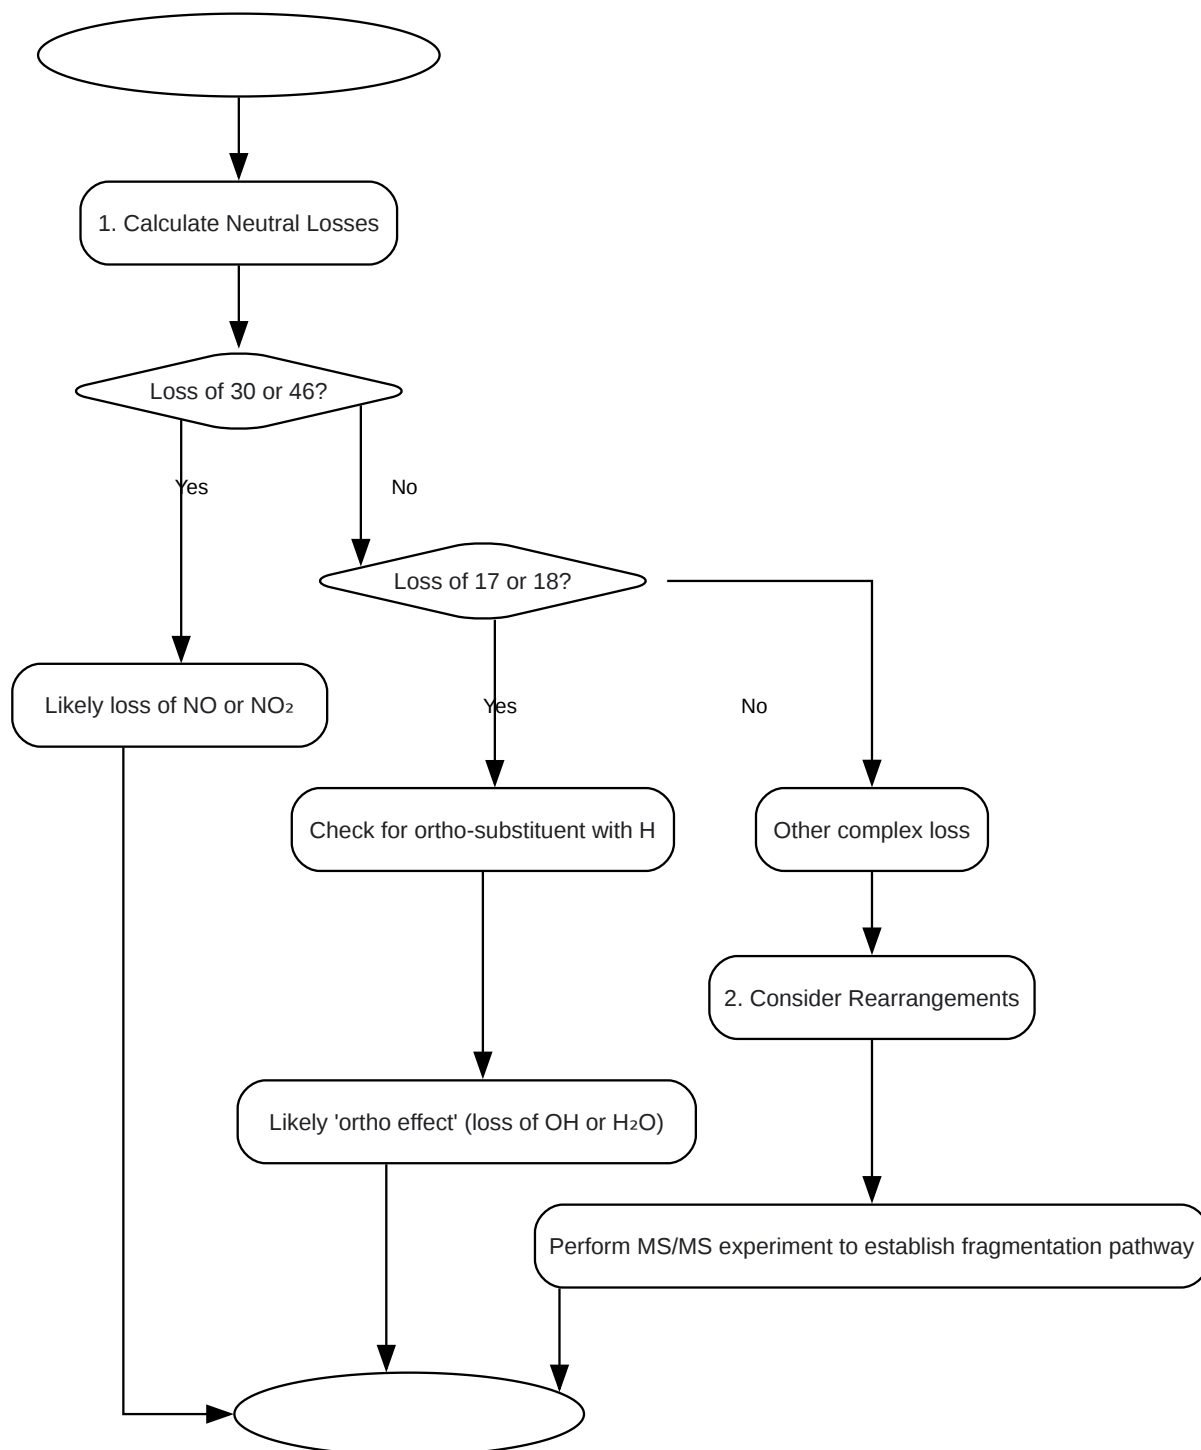 1. Calculate Neutral Losses
Loss of 30 or 46?
Yes
No
Loss of 17 or 18?
Likely loss of NO or NO₂
Yes
No
Check for ortho-substituent with H
Other complex loss
2. Consider Rearrangements
Likely 'ortho effect' (loss of OH or H₂O)
Perform MS/MS experiment to establish fragmentation pathway